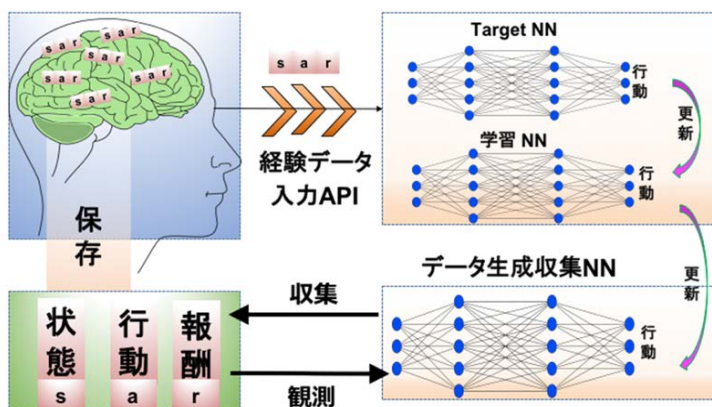 s a r
s a r
s a r
s a r
s a r
s a r
経験データ
入力API
Target NN
行動
更新
学習 NN
行動
保存
データ生成収集NN
更新
収集
行動
観測
状態
s
行動
a
報酬
r